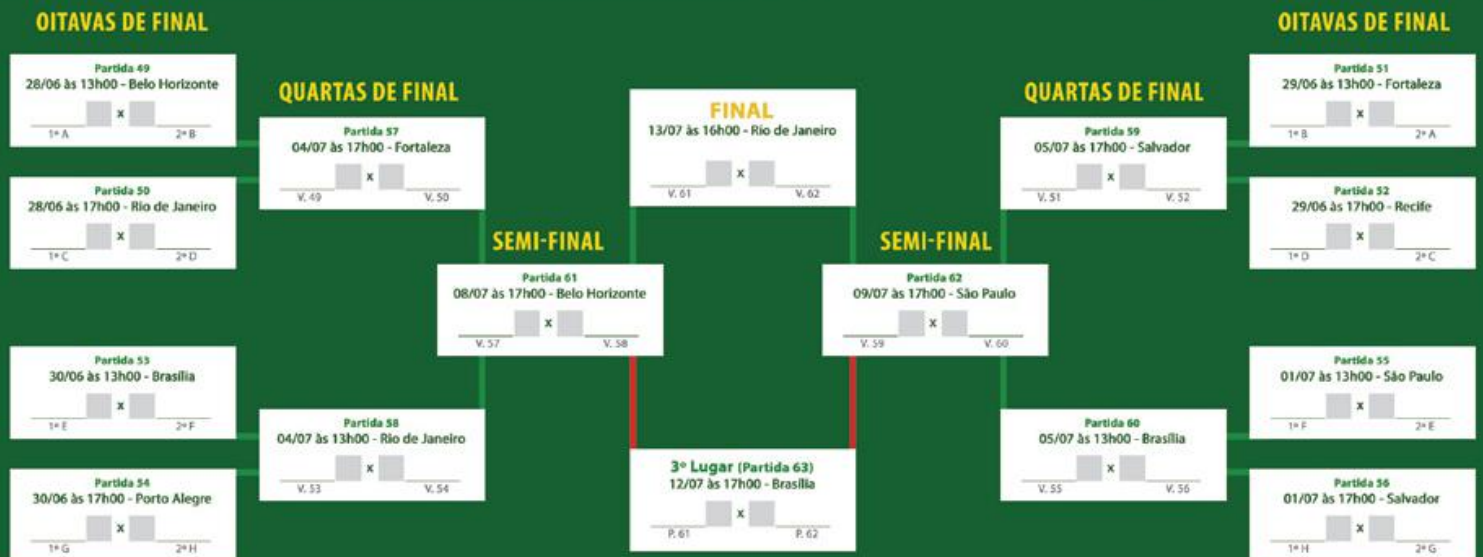 OITAVAS DE FINAL
Partida 49
28/06 às 13h00 - Belo Horizonte
x
1º A 2º B
Partida 50
28/06 às 17h00 - Rio de Janeiro
x
1º C 2º D
Partida 53
30/06 às 13h00 - Brasília
x
1º E 2º F
Partida 54
30/06 às 17h00 - Porto Alegre
x
1º G 2º H
QUARTAS DE FINAL
Partida 57
04/07 às 17h00 - Fortaleza
x
V. 49 V. 50
Partida 58
04/07 às 13h00 - Rio de Janeiro
x
V. 53 V. 54
SEMI-FINAL
Partida 61
08/07 às 17h00 - Belo Horizonte
x
V. 57 V. 58
FINAL
13/07 às 16h00 - Rio de Janeiro
x
V. 61 V. 62
3º Lugar (Partida 63)
12/07 às 17h00 - Brasília
x
P. 61 P. 62
SEMI-FINAL
Partida 62
09/07 às 17h00 - São Paulo
x
V. 59 V. 60
QUARTAS DE FINAL
Partida 59
05/07 às 17h00 - Salvador
x
V. 51 V. 52
Partida 60
05/07 às 13h00 - Brasília
x
V. 55 V. 56
OITAVAS DE FINAL
Partida 51
29/06 às 13h00 - Fortaleza
x
1º B 2º A
Partida 52
29/06 às 17h00 - Recife
x
1º D 2º C
Partida 55
01/07 às 13h00 - São Paulo
x
1º F 2º E
Partida 56
01/07 às 17h00 - Salvador
x
1º H 2º G